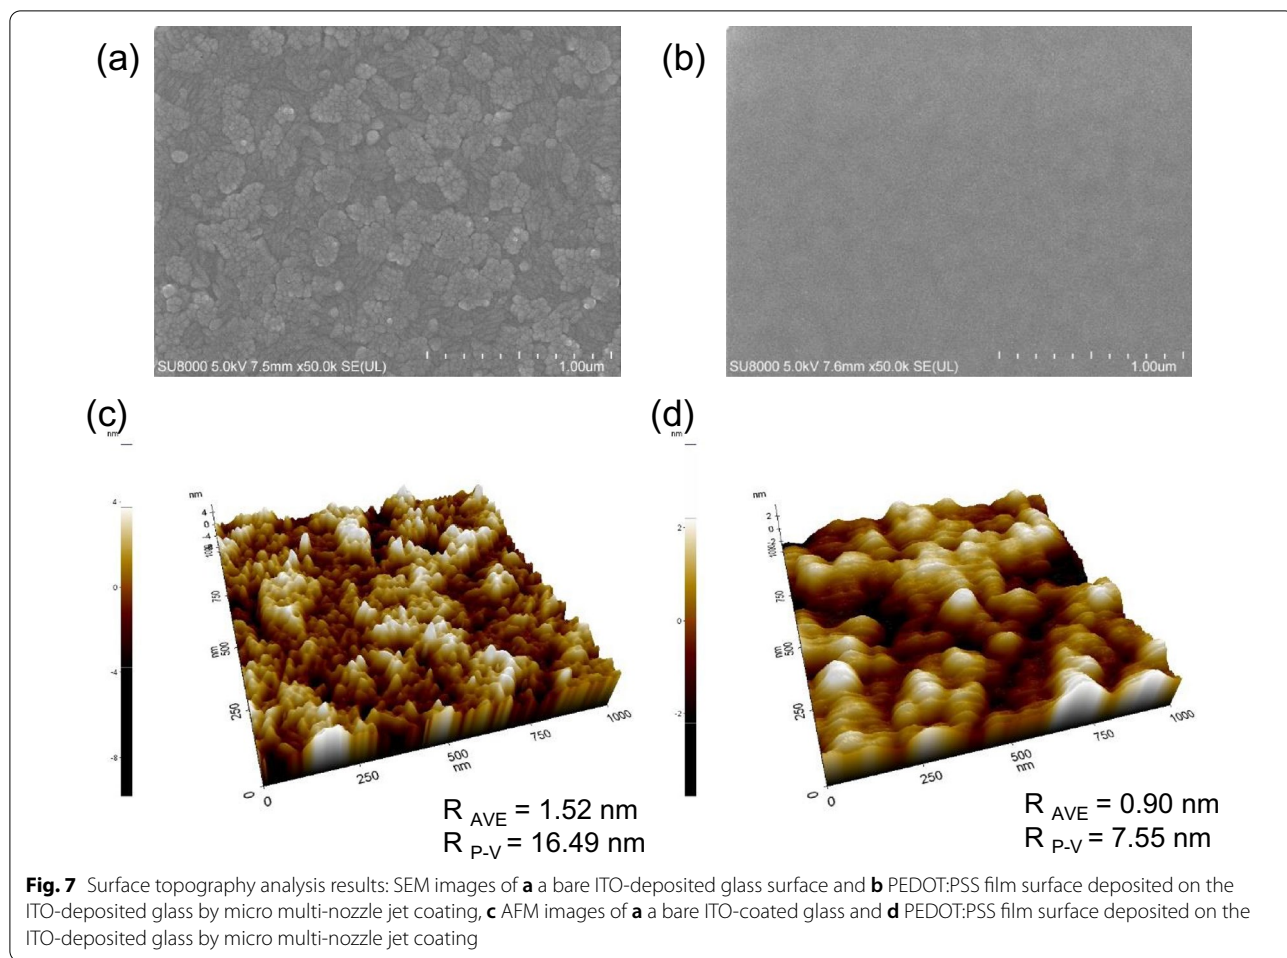 (a)
(b)
SU8000 5.0kV 7.5mm x50.0k SE(UL)
1.00um
SU8000 5.0kV 7.6mm x50.0k SE(UL)
1.00um
(c)
nm
4
0
-4
-8
nm
4
0
-4
750
500
nm
250
0
0
250
500
nm
750
1000
R AVE = 1.52 nm
R P-V = 16.49 nm
(d)
nm
2
0
-2
nm
2
0
-2
750
500
nm
250
0
0
250
500
nm
750
1000
R AVE = 0.90 nm
R P-V = 7.55 nm
Fig. 7 Surface topography analysis results: SEM images of a a bare ITO-deposited glass surface and b PEDOT:PSS film surface deposited on the
ITO-deposited glass by micro multi-nozzle jet coating, c AFM images of a a bare ITO-coated glass and d PEDOT:PSS film surface deposited on the
ITO-deposited glass by micro multi-nozzle jet coating